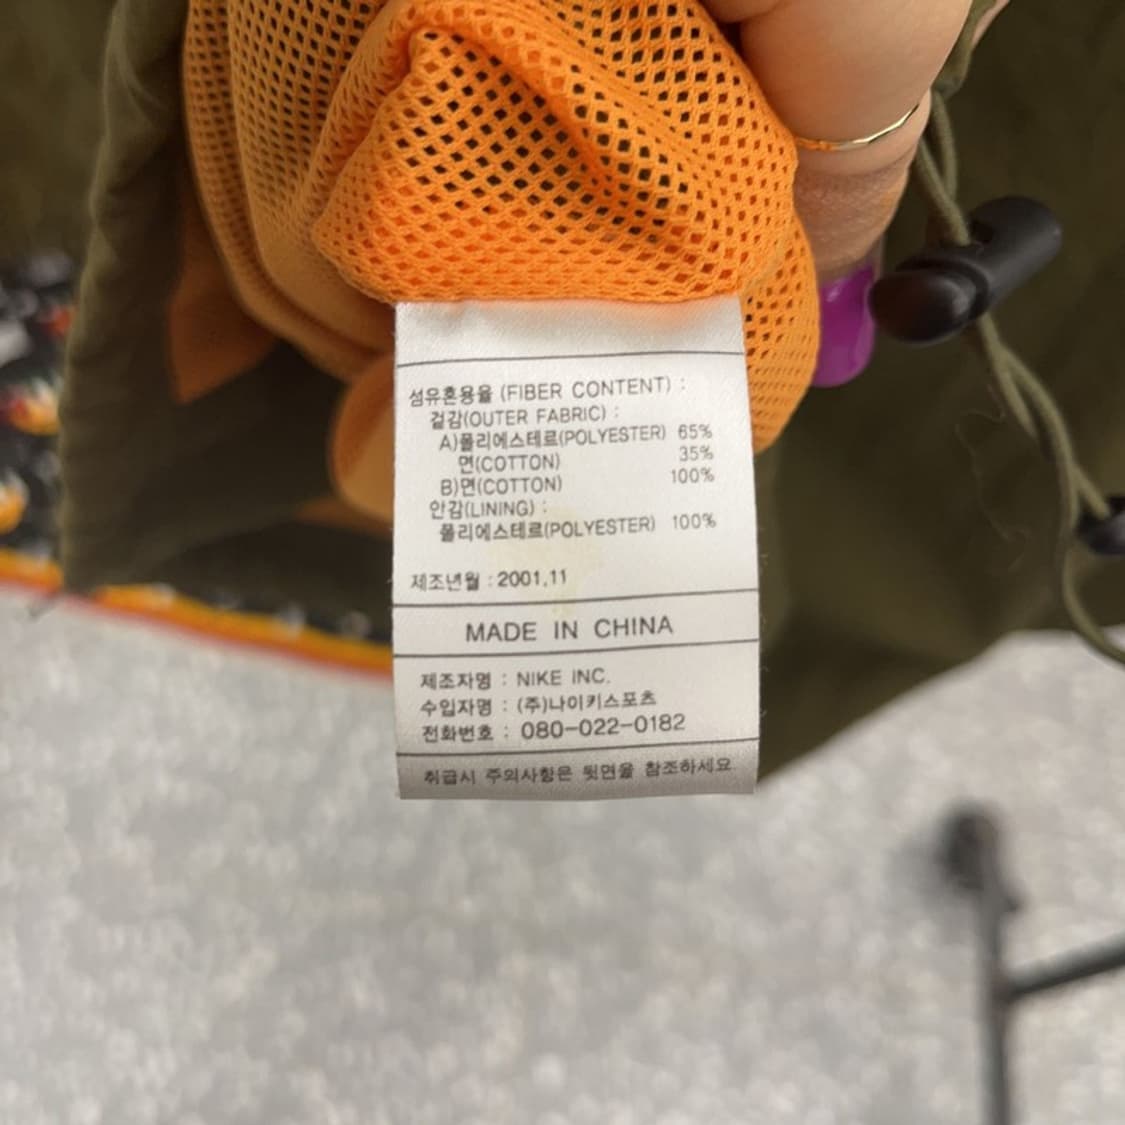 섬유혼용율 (FIBER CONTENT) :
겉감(OUTER FABRIC) :
A)폴리에스테르(POLYESTER) 65%
면(COTTON) 35%
B)면(COTTON) 100%
안감(LINING) :
폴리에스테르(POLYESTER) 100%
제조년월 : 2001.11
MADE IN CHINA
제조자명 : NIKE INC.
수입자명 : (주)나이키스포츠
전화번호 : 080-022-0182
취급시 주의사항은 뒷면을 참조하세요